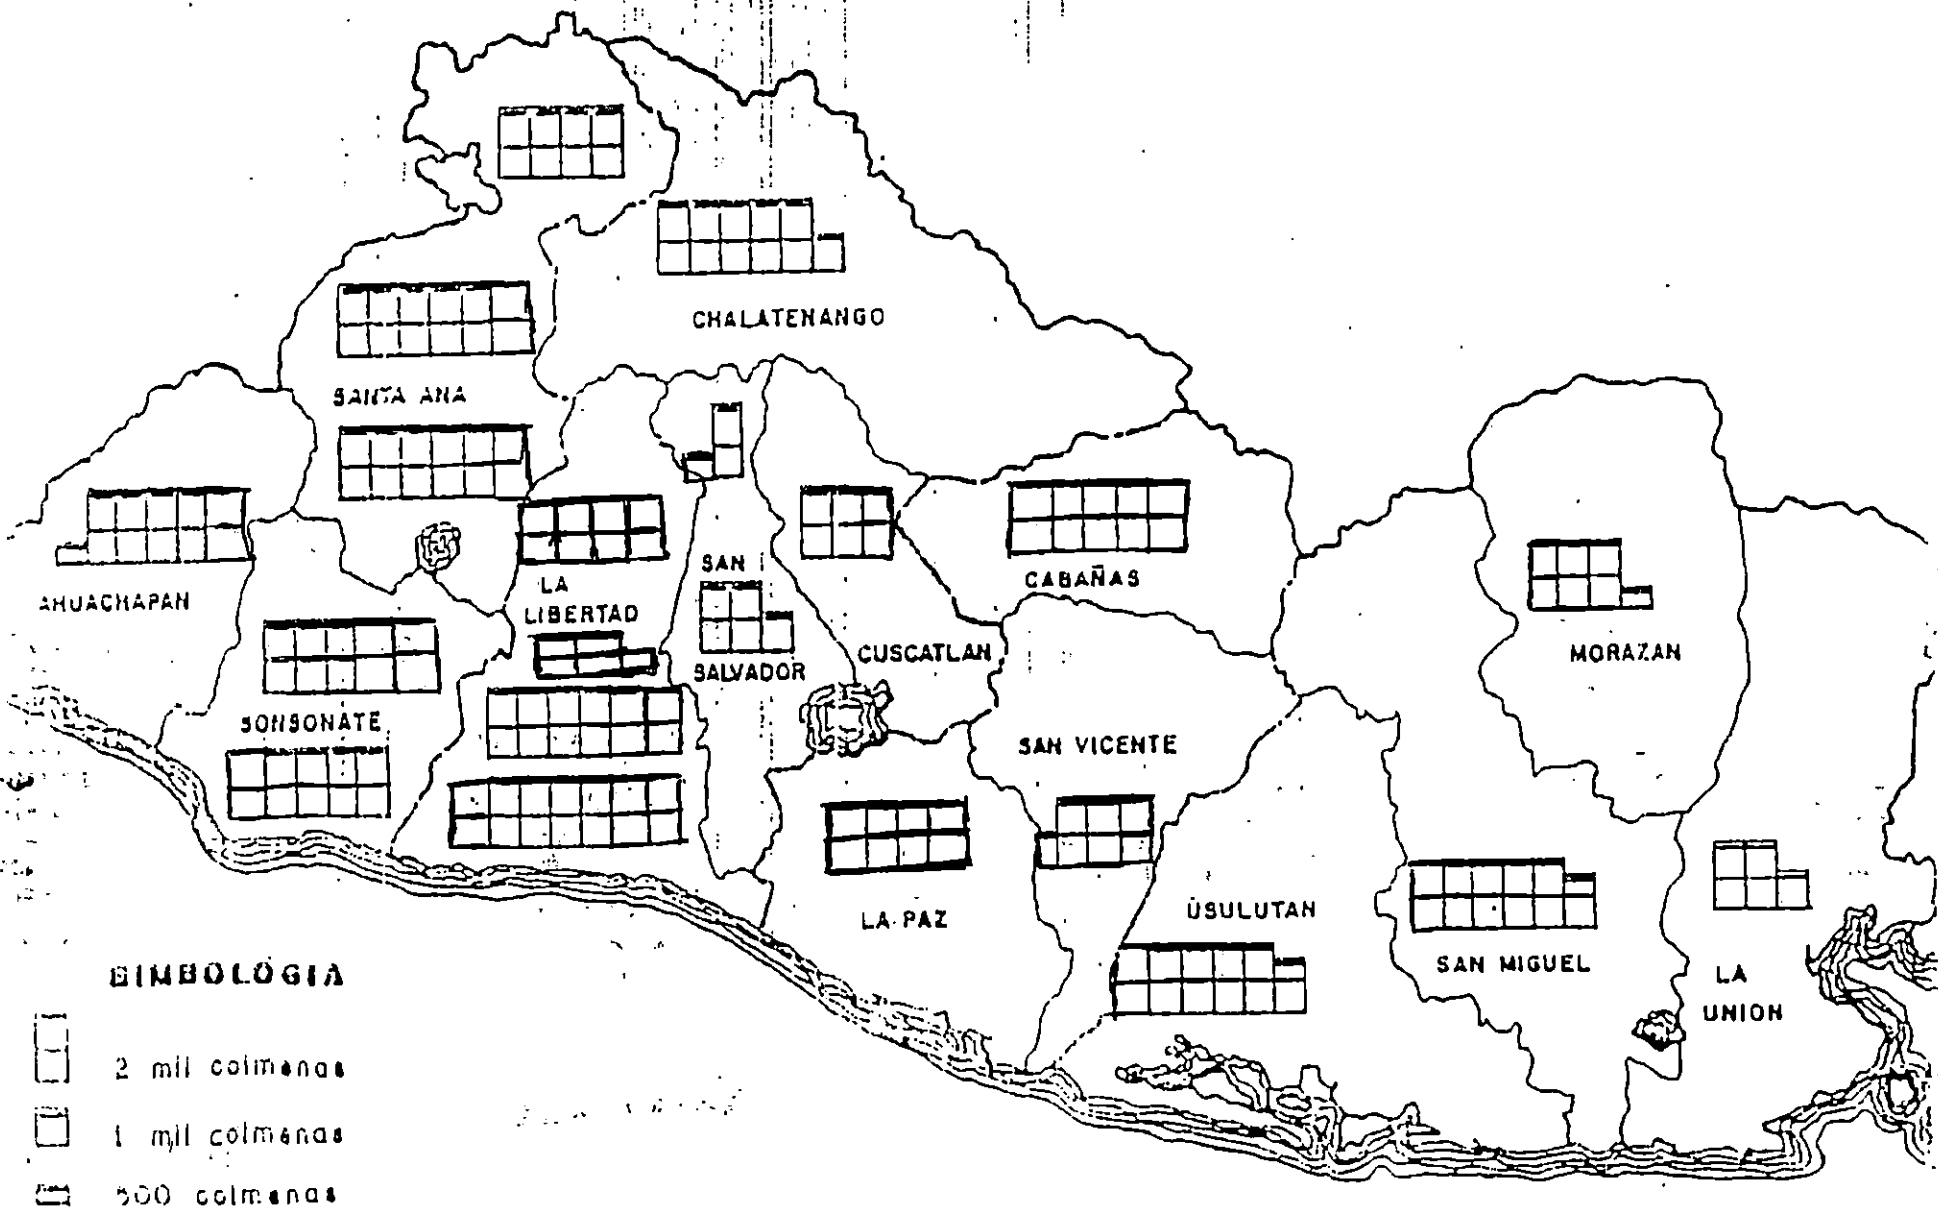 CHALATENANGO
SANTA ANA
AHUACHAPAN
LA
LIBERTAD
SAN
SALVADOR
CUSCATLAN
CABAÑAS
MORAZAN
SONSONATE
SAN VICENTE
LA PAZ
USULUTAN
SAN MIGUEL
LA
UNION
SIMBOLOGIA
2 mil colmenas
1 mil colmenas
500 colmenas